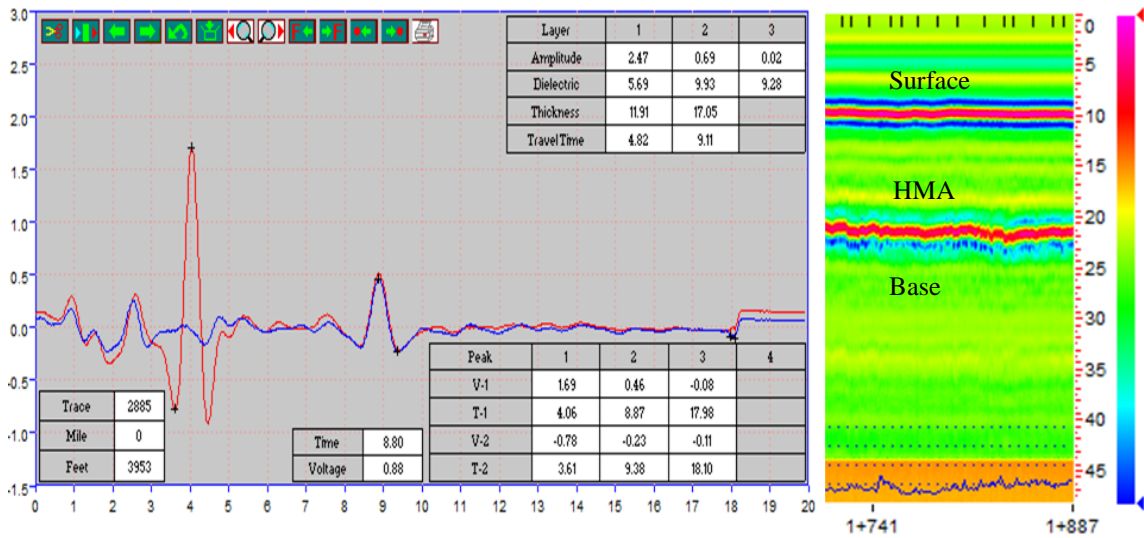 3.0
2.5
2.0
1.5
1.0
0.5
0.0
-0.5
-1.0
-1.5
F F
Layer 1 2 3
Amplitude 2.47 0.69 0.02
Dielectric 5.69 9.93 9.28
Thickness 11.91 17.05
Travel Time 4.82 9.11
Trace 2885
Mile 0
Feet 3953
Time 8.80
Voltage 0.88
Peak 1 2 3 4
V-1 1.69 0.46 -0.08
T-1 4.06 8.87 17.98
V-2 -0.78 -0.23 -0.11
T-2 3.61 9.38 18.10
0 1 2 3 4 5 6 7 8 9 10 11 12 13 14 15 16 17 18 19 20
Surface
HMA
Base
0
5
10
15
20
25
30
35
40
45
1+741 1+887